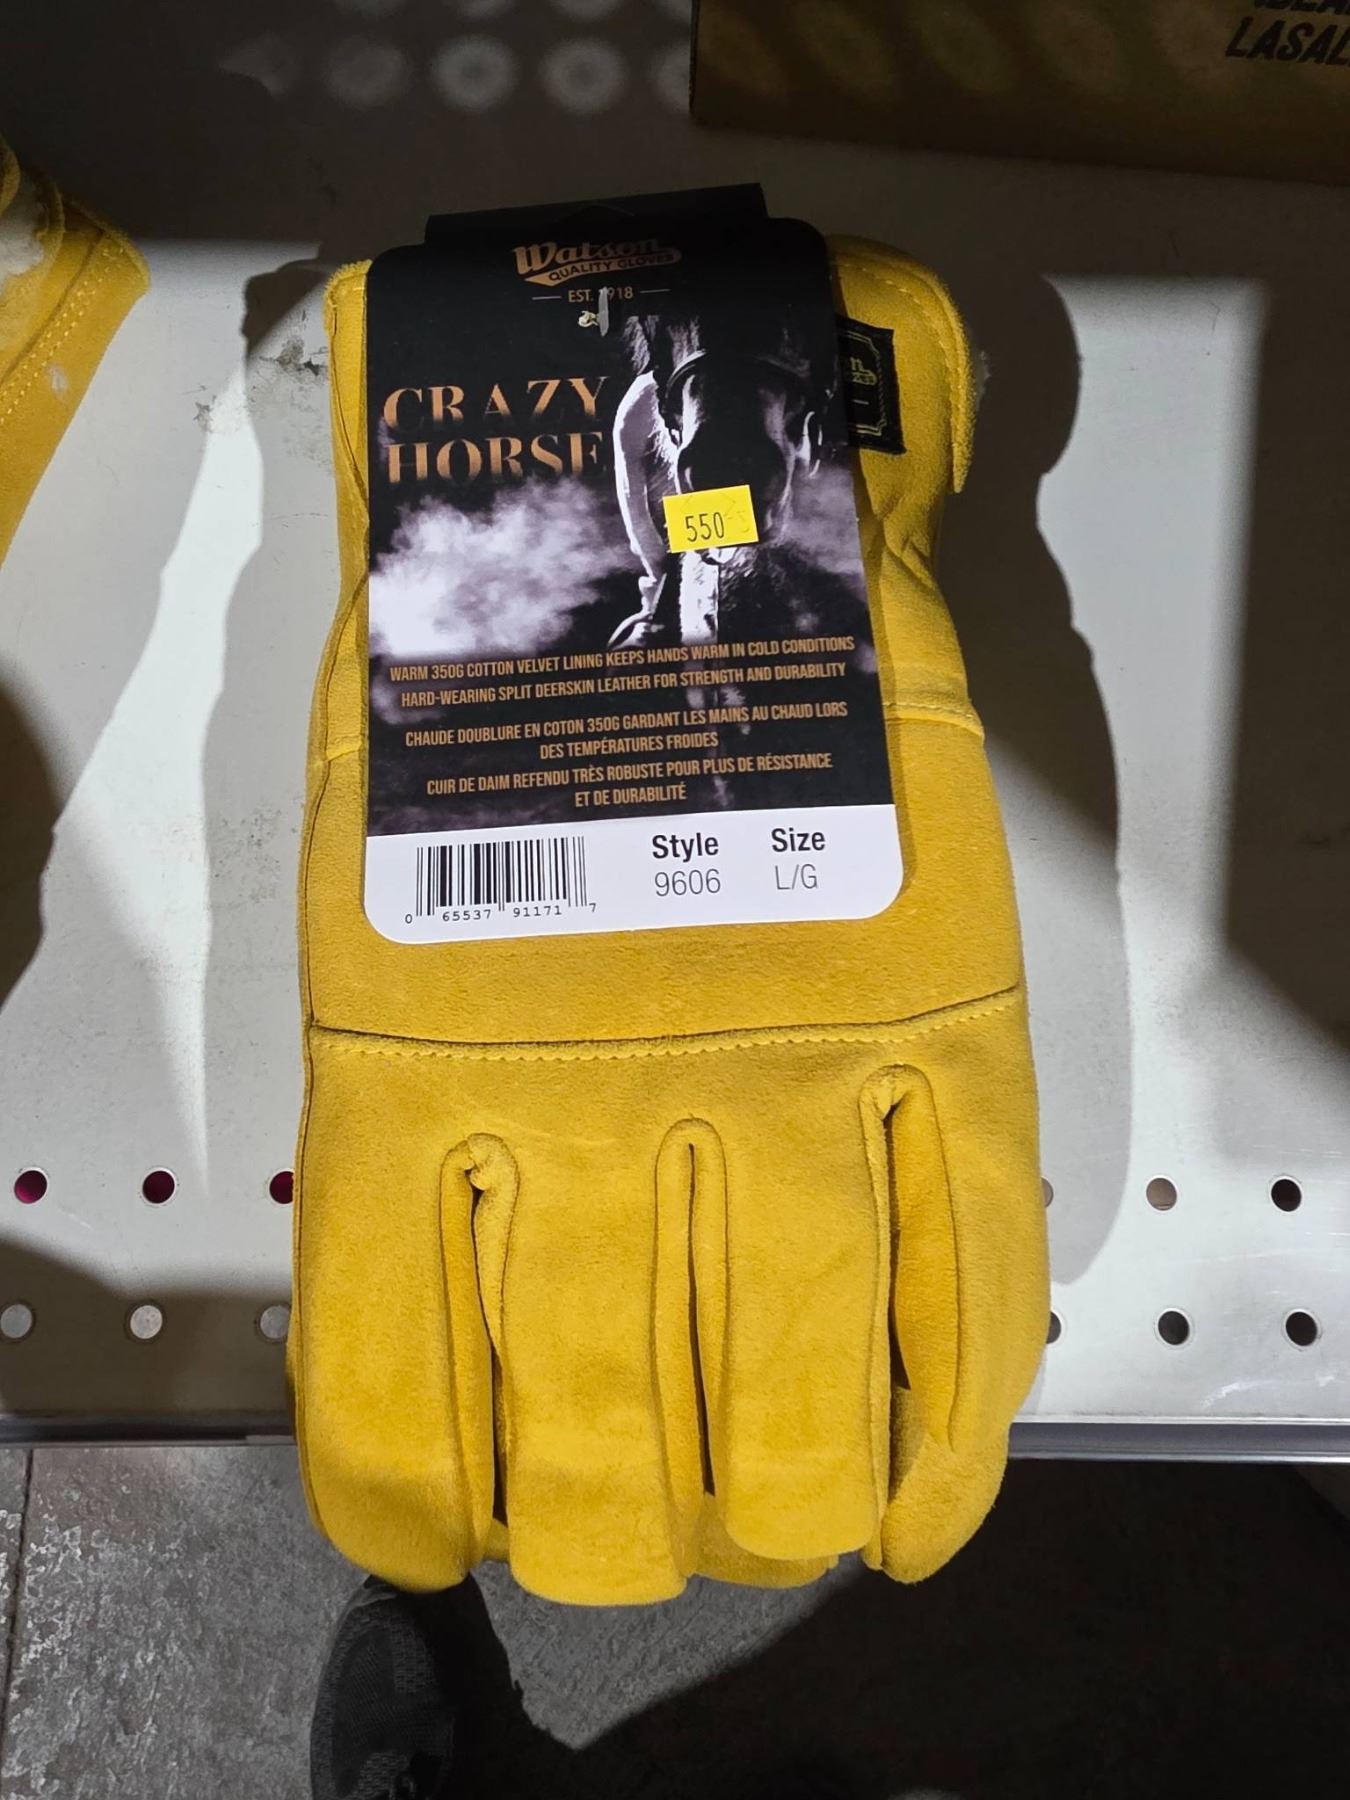 LASAL
Watson
QUALITY GLOVES
EST. 1918
CRAZY
HORSE
550
WARM 350G COTTON VELVET LINING KEEPS HANDS WARM IN COLD CONDITIONS
HARD-WEARING SPLIT DEERSKIN LEATHER FOR STRENGTH AND DURABILITY
CHAUDE DOUBLURE EN COTON 350G GARDANT LES MAINS AU CHAUD LORS
DES TEMPÉRATURES FROIDES
CUIR DE DAIM REFENDU TRÈS ROBUSTE POUR PLUS DE RÉSISTANCE
ET DE DURABILITÉ
Style Size
9606 L/G
0 65537 91171 7